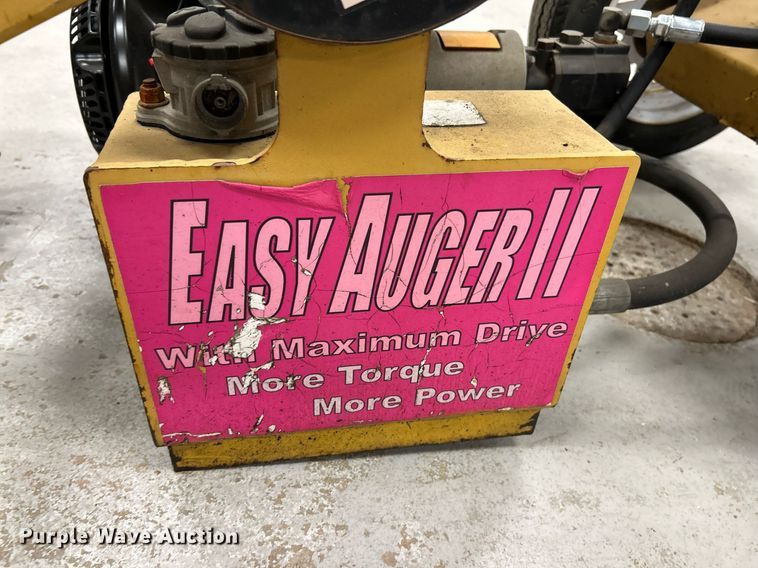 EASY AUGER II
With Maximum Drive
More Torque
More Power
Purple Wave Auction